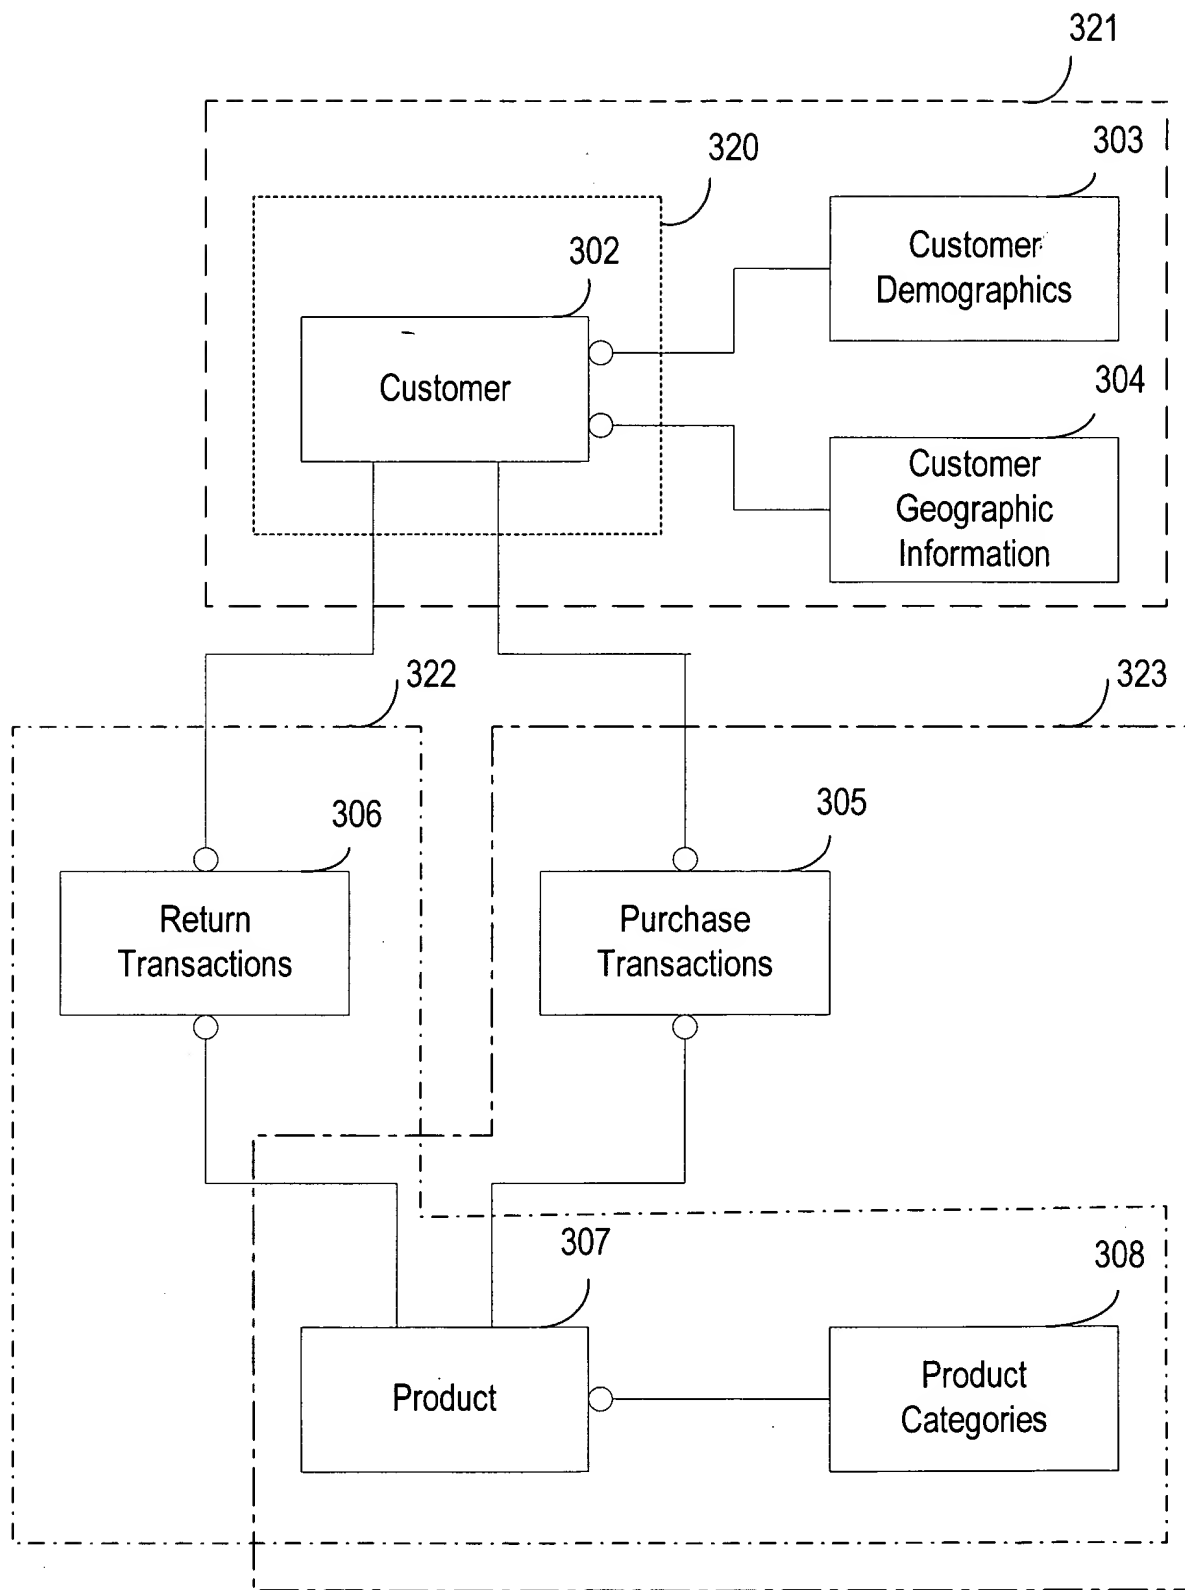 321
320
303
Customer
Demographics
302
Customer
304
Customer
Geographic
Information
322
323
306
305
Return
Transactions
Purchase
Transactions
307
308
Product
Product
Categories